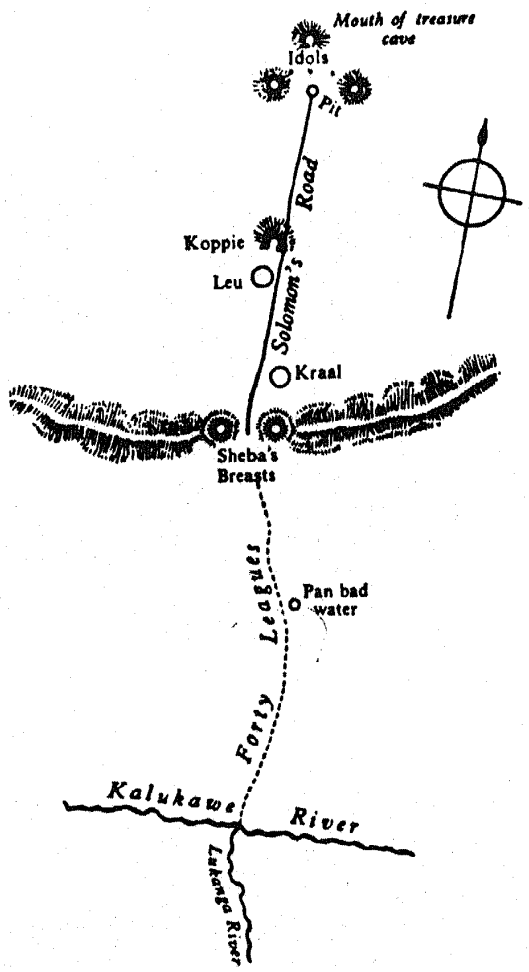 Mouth of treasure
cave
Idols
Pit
Solomon's Road
Koppie
Leu
Kraal
Sheba's
Breasts
Forty Leagues
Pan bad
water
Kalukawe River
Lukanga River